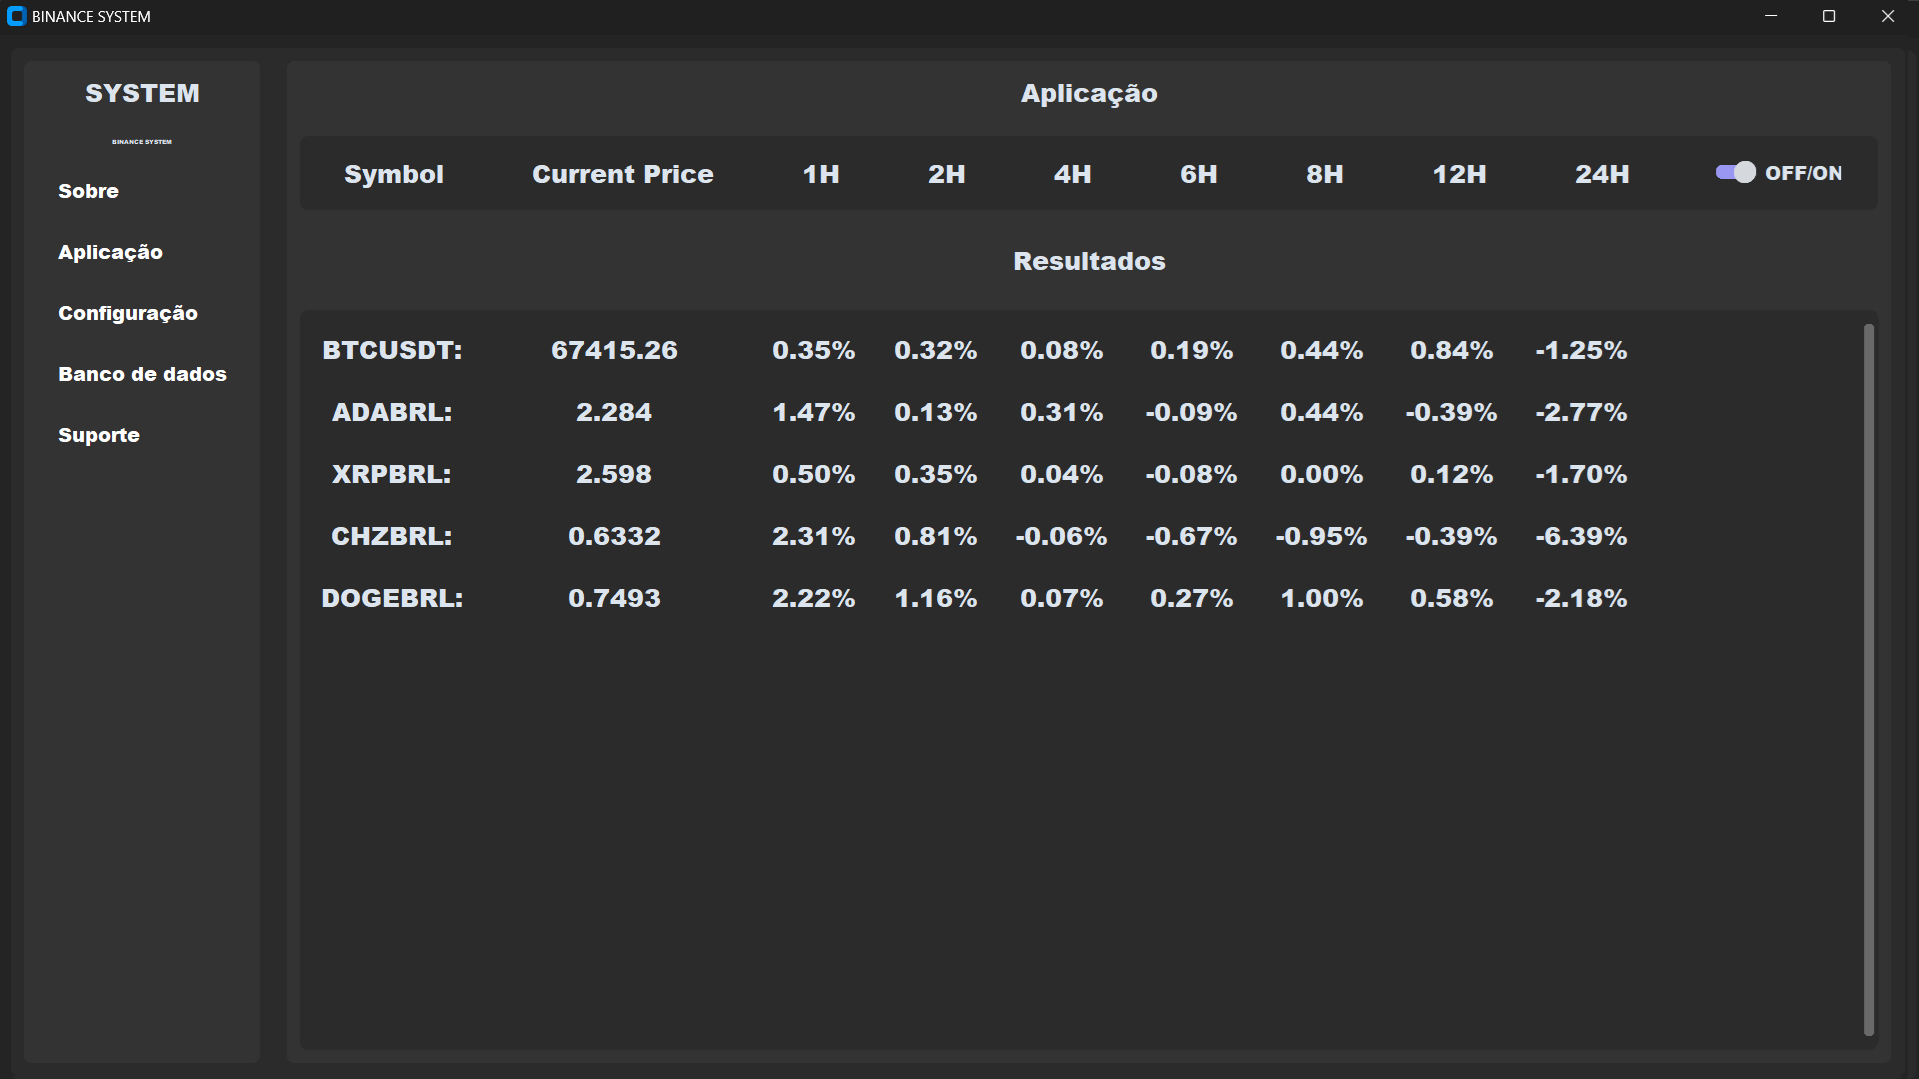 BINANCE SYSTEM
SYSTEM
BINANCE SYSTEM
Sobre
Aplicação
Configuração
Banco de dados
Suporte
Aplicação
Symbol Current Price 1H 2H 4H 6H 8H 12H 24H OFF/ON
Resultados
BTCUSDT: 67415.26 0.35% 0.32% 0.08% 0.19% 0.44% 0.84% -1.25%
ADABRL: 2.284 1.47% 0.13% 0.31% -0.09% 0.44% -0.39% -2.77%
XRPBRL: 2.598 0.50% 0.35% 0.04% -0.08% 0.00% 0.12% -1.70%
CHZBRL: 0.6332 2.31% 0.81% -0.06% -0.67% -0.95% -0.39% -6.39%
DOGEBRL: 0.7493 2.22% 1.16% 0.07% 0.27% 1.00% 0.58% -2.18%